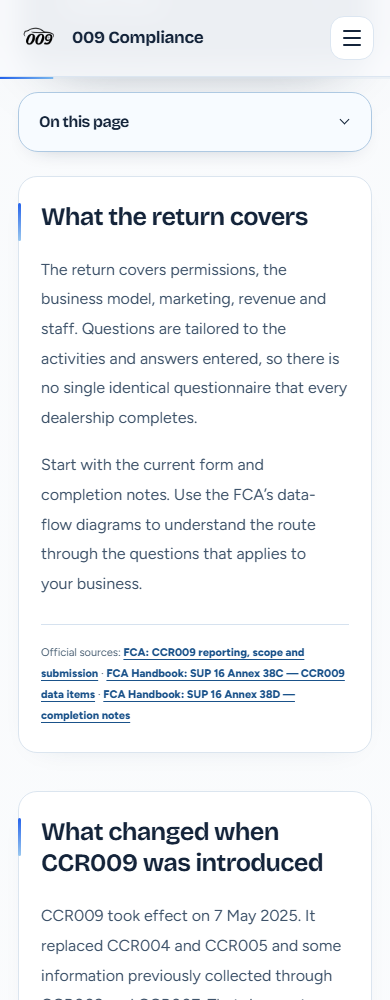 009
009 Compliance
On this page
What the return covers
The return covers permissions, the
business model, marketing, revenue and
staff. Questions are tailored to the
activities and answers entered, so there is
no single identical questionnaire that every
dealership completes.
Start with the current form and
completion notes. Use the FCA’s data-
flow diagrams to understand the route
through the questions that applies to
your business.
Official sources: FCA: CCR009 reporting, scope and
submission · FCA Handbook: SUP 16 Annex 38C — CCR009
data items · FCA Handbook: SUP 16 Annex 38D —
completion notes
What changed when
CCR009 was introduced
CCR009 took effect on 7 May 2025. It
replaced CCR004 and CCR005 and some
information previously collected through